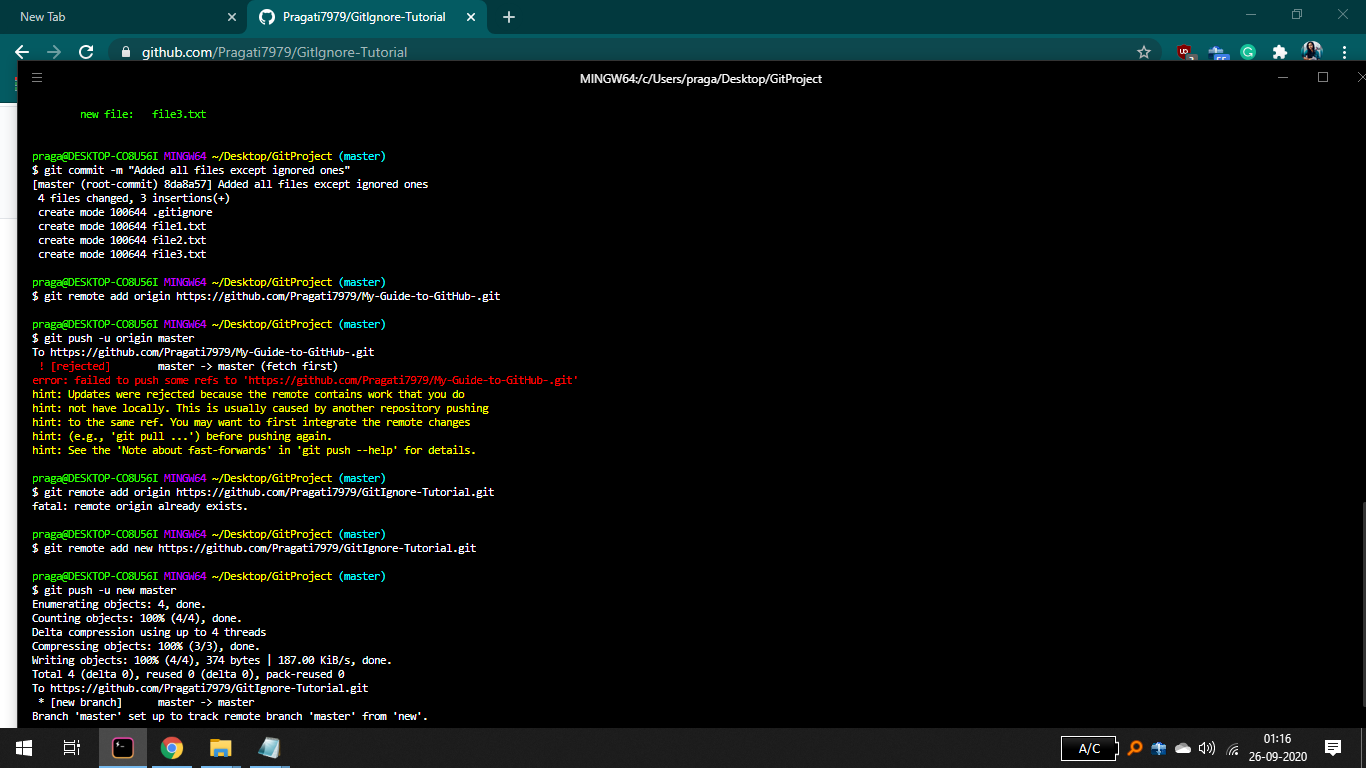 New Tab
Pragati7979/GitIgnore-Tutorial
github.com/Pragati7979/GitIgnore-Tutorial
MINGW64:/c/Users/praga/Desktop/GitProject
new file:   file3.txt
praga@DESKTOP-CO8U56I MINGW64 ~/Desktop/GitProject (master)
$ git commit -m "Added all files except ignored ones"
[master (root-commit) 8da8a57] Added all files except ignored ones
 4 files changed, 3 insertions(+)
 create mode 100644 .gitignore
 create mode 100644 file1.txt
 create mode 100644 file2.txt
 create mode 100644 file3.txt
praga@DESKTOP-CO8U56I MINGW64 ~/Desktop/GitProject (master)
$ git remote add origin https://github.com/Pragati7979/My-Guide-to-GitHub-.git
praga@DESKTOP-CO8U56I MINGW64 ~/Desktop/GitProject (master)
$ git push -u origin master
To https://github.com/Pragati7979/My-Guide-to-GitHub-.git
 ! [rejected]        master -> master (fetch first)
error: failed to push some refs to 'https://github.com/Pragati7979/My-Guide-to-GitHub-.git'
hint: Updates were rejected because the remote contains work that you do
hint: not have locally. This is usually caused by another repository pushing
hint: to the same ref. You may want to first integrate the remote changes
hint: (e.g., 'git pull ...') before pushing again.
hint: See the 'Note about fast-forwards' in 'git push --help' for details.
praga@DESKTOP-CO8U56I MINGW64 ~/Desktop/GitProject (master)
$ git remote add origin https://github.com/Pragati7979/GitIgnore-Tutorial.git
fatal: remote origin already exists.
praga@DESKTOP-CO8U56I MINGW64 ~/Desktop/GitProject (master)
$ git remote add new https://github.com/Pragati7979/GitIgnore-Tutorial.git
praga@DESKTOP-CO8U56I MINGW64 ~/Desktop/GitProject (master)
$ git push -u new master
Enumerating objects: 4, done.
Counting objects: 100% (4/4), done.
Delta compression using up to 4 threads
Compressing objects: 100% (3/3), done.
Writing objects: 100% (4/4), 374 bytes | 187.00 KiB/s, done.
Total 4 (delta 0), reused 0 (delta 0), pack-reused 0
To https://github.com/Pragati7979/GitIgnore-Tutorial.git
 * [new branch]      master -> master
Branch 'master' set up to track remote branch 'master' from 'new'.
A/C
01:16
26-09-2020